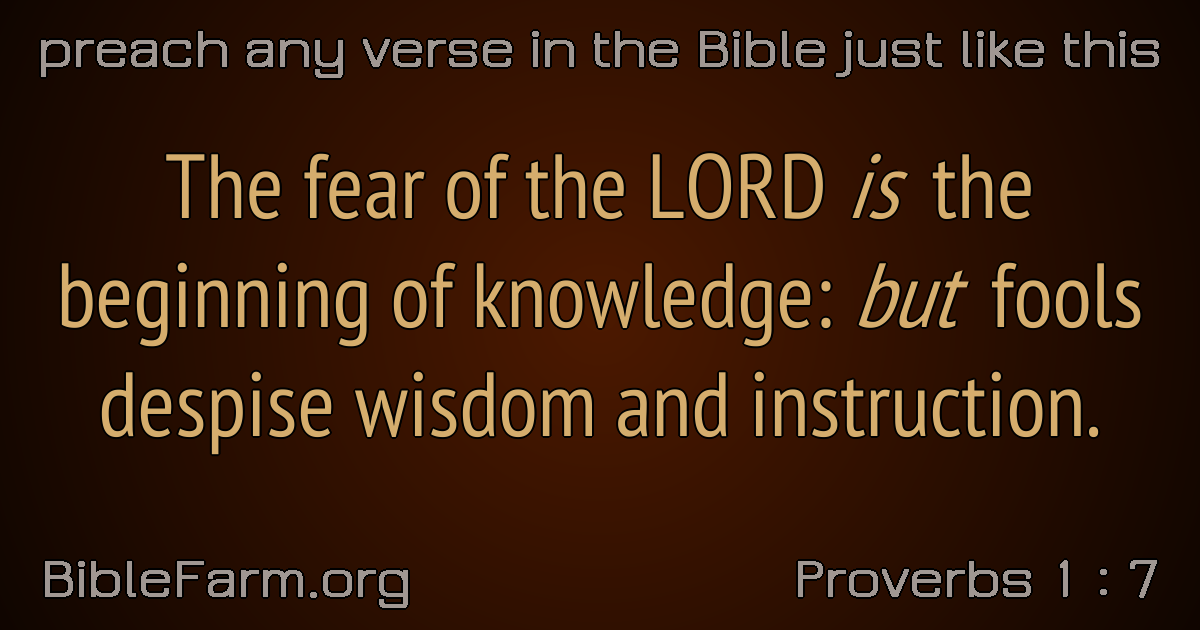 preach any verse in the Bible just like this
The fear of the LORD is the
beginning of knowledge: but fools
despise wisdom and instruction.
BibleFarm.org
Proverbs 1 : 7